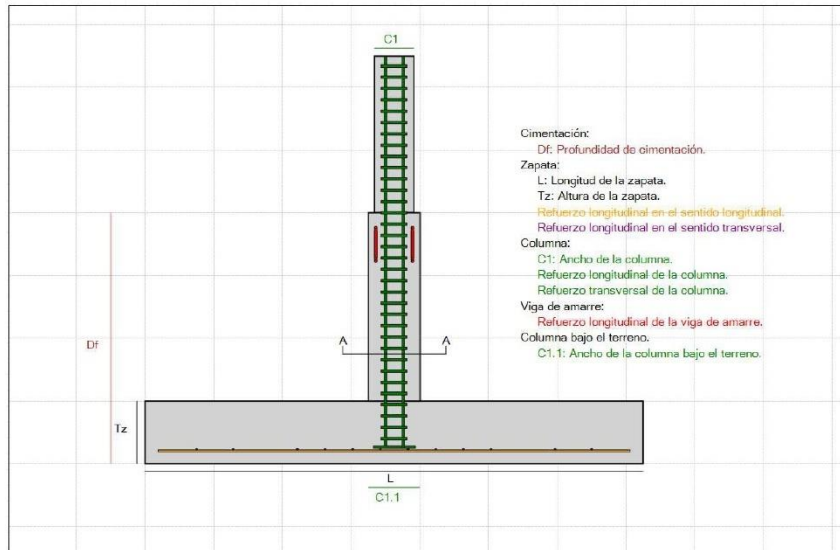 C1
Cimentación:
Df: Profundidad de cimentación.
Zapata:
L: Longitud de la zapata.
Tz: Altura de la zapata.
Refuerzo longitudinal en el sentido longitudinal.
Refuerzo longitudinal en el sentido transversal.
Columna:
C1: Ancho de la columna.
Refuerzo longitudinal de la columna.
Refuerzo transversal de la columna.
Viga de amarre:
Refuerzo longitudinal de la viga de amarre.
Columna bajo el terreno.
C1.1: Ancho de la columna bajo el terreno.
A A
Df
Tz
L
C1.1